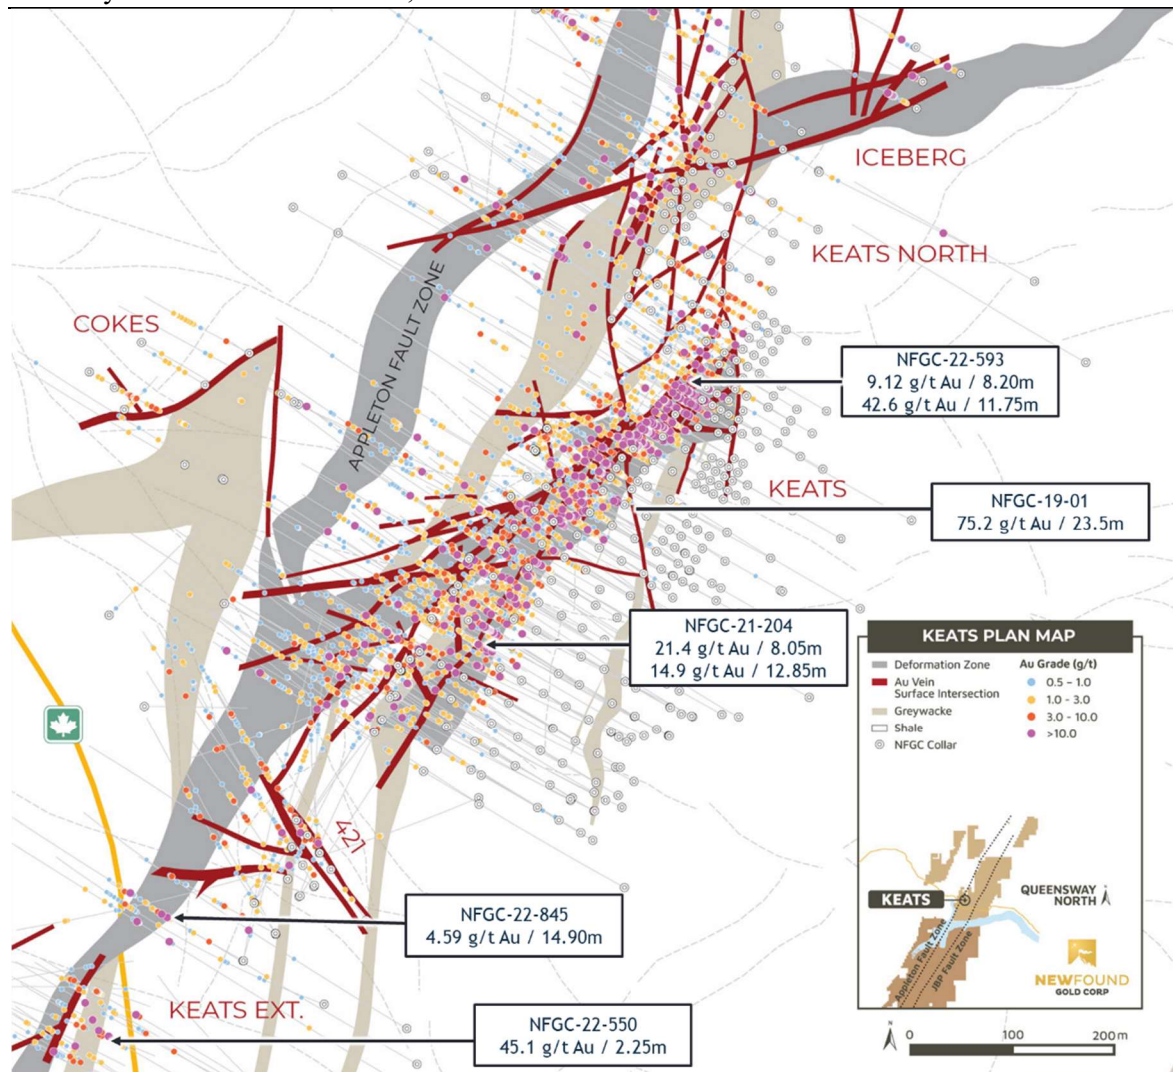 ICEBERG
KEATS NORTH
COKES
APPLETON FAULT ZONE
NFGC-22-593
9.12 g/t Au / 8.20m
42.6 g/t Au / 11.75m
KEATS
NFGC-19-01
75.2 g/t Au / 23.5m
NFGC-21-204
21.4 g/t Au / 8.05m
14.9 g/t Au / 12.85m
421
NFGC-22-845
4.59 g/t Au / 14.90m
KEATS EXT.
NFGC-22-550
45.1 g/t Au / 2.25m
KEATS PLAN MAP
Deformation Zone
Au Vein
Surface Intersection
Greywacke
Shale
NFGC Collar
Au Grade (g/t)
0.5 – 1.0
1.0 - 3.0
3.0 - 10.0
>10.0
KEATS
QUEENSWAY
NORTH
Appleton Fault Zone
JBP Fault Zone
NEWFOUND
GOLD CORP
N
0 100 200 m